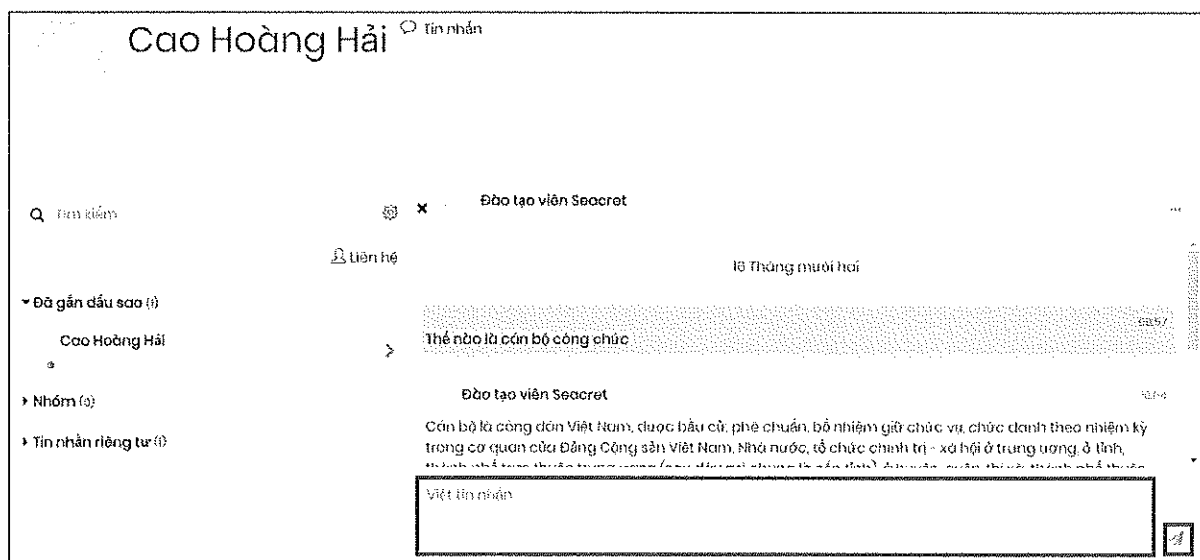 Cao Hoàng Hải
Tin nhắn
Tìm kiếm
Liên hệ
Đã gắn dấu sao (1)
Cao Hoàng Hải
Nhóm (0)
Tin nhắn riêng tư (1)
Đào tạo viên Seacret
18 Tháng mười hai
Thế nào là cán bộ công chức
Đào tạo viên Seacret
Cán bộ là công dân Việt Nam, được bầu cử, phê chuẩn, bổ nhiệm giữ chức vụ, chức danh theo nhiệm kỳ
trong cơ quan của Đảng Cộng sản Việt Nam, Nhà nước, tổ chức chính trị - xã hội ở trung ương, ở tỉnh,
Viết tin nhắn